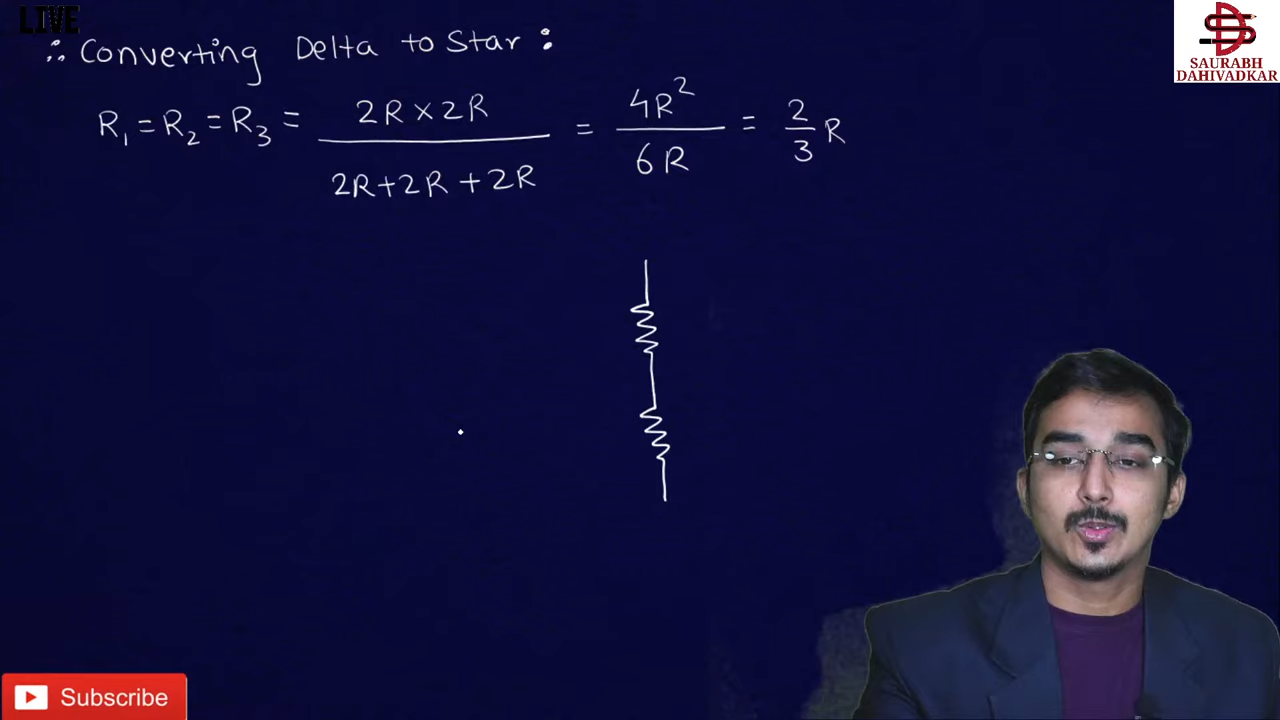 LIVE
SAURABH
DAHIVADKAR
∴ Converting Delta to Star :
R₁ = R₂ = R₃ = 2R × 2R / 2R + 2R + 2R = 4R² / 6R = 2/3 R
Subscribe